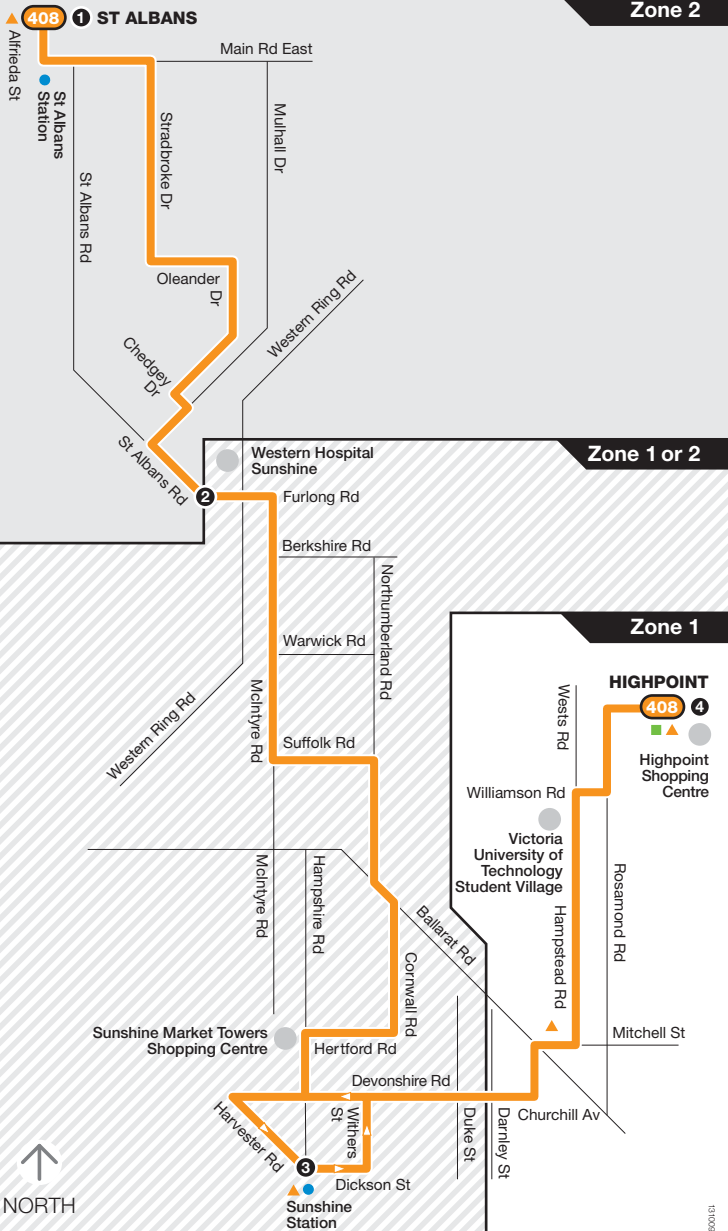 Zone 2
408 1 ST ALBANS
Alfrieda St
St Albans
Station
Main Rd East
Stradbroke Dr
Mulhall Dr
St Albans Rd
Oleander
Dr
Western Ring Rd
Chedgey
Dr
St Albans Rd
2
Western Hospital
Sunshine
Zone 1 or 2
Furlong Rd
Berkshire Rd
Northumberland Rd
Warwick Rd
McIntyre Rd
Suffolk Rd
Western Ring Rd
Zone 1
HIGHPOINT
408 4
Highpoint
Shopping
Centre
Wests Rd
Williamson Rd
Victoria
University of
Technology
Student Village
Rosamond Rd
Hampstead Rd
McIntyre Rd
Hampshire Rd
Ballarat Rd
Cornwall Rd
Sunshine Market Towers
Shopping Centre
Hertford Rd
Mitchell St
Devonshire Rd
Harvester Rd
Withers
St
Duke St
Darnley St
Churchill Av
3
Dickson St
Sunshine
Station
NORTH